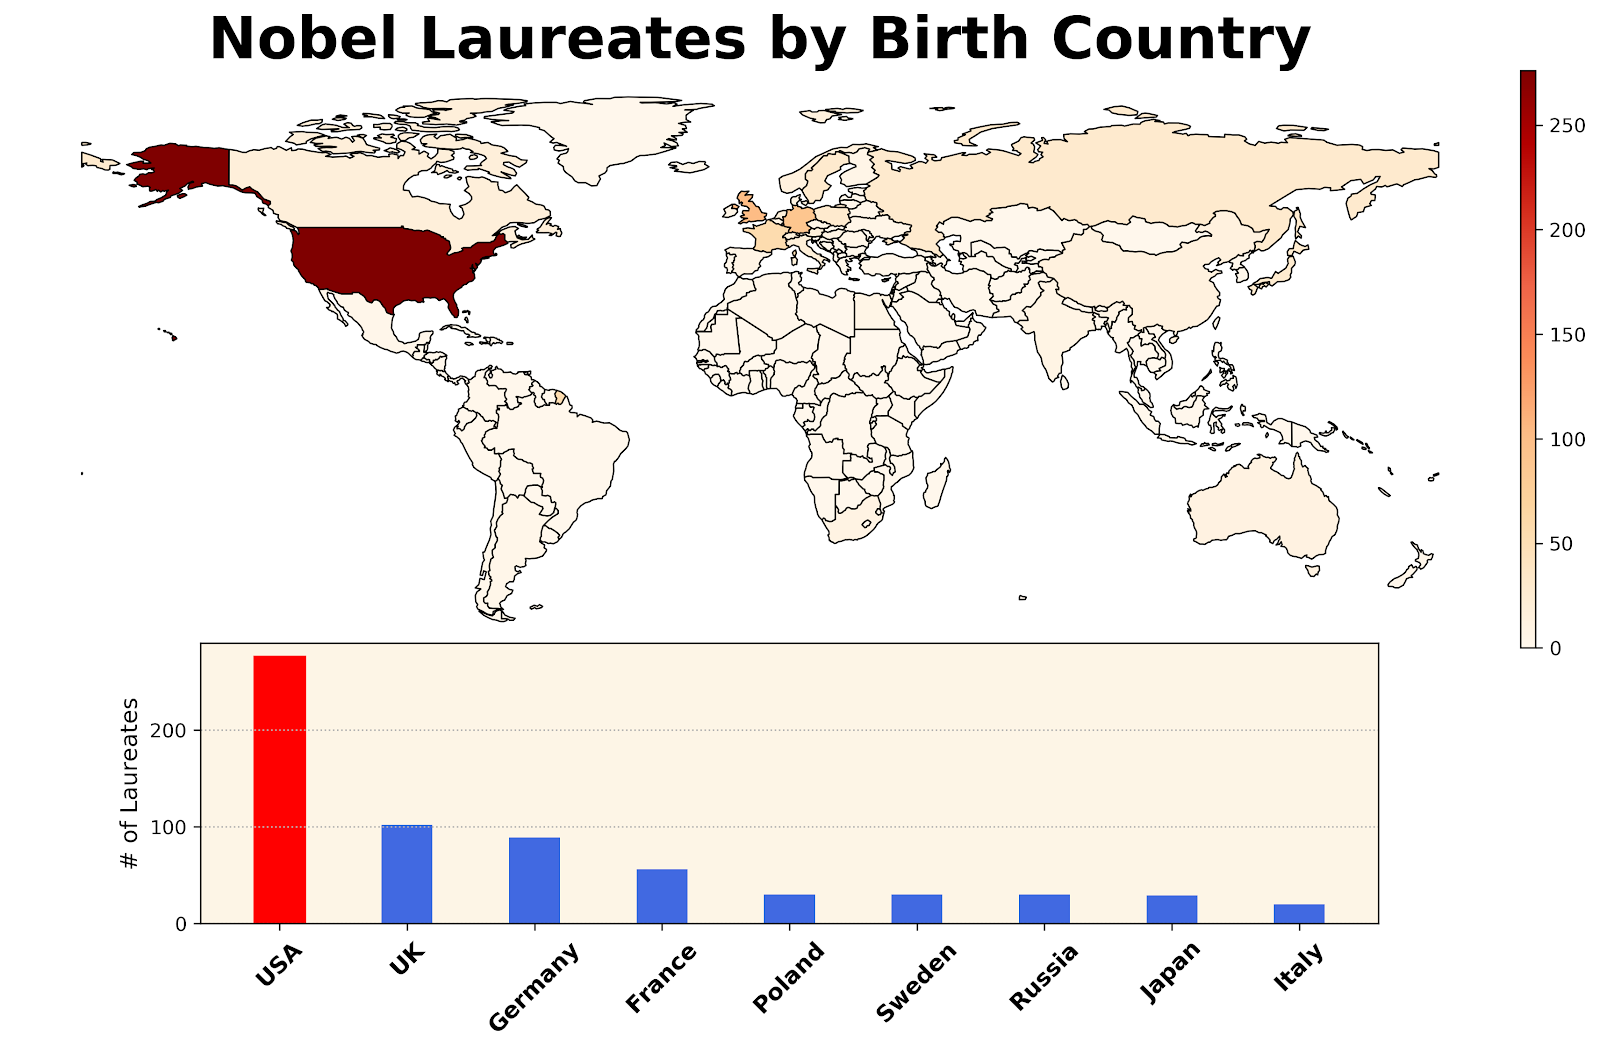 Nobel Laureates by Birth Country
250
200
150
100
50
0
# of Laureates
200
100
0
USA
UK
Germany
France
Poland
Sweden
Russia
Japan
Italy